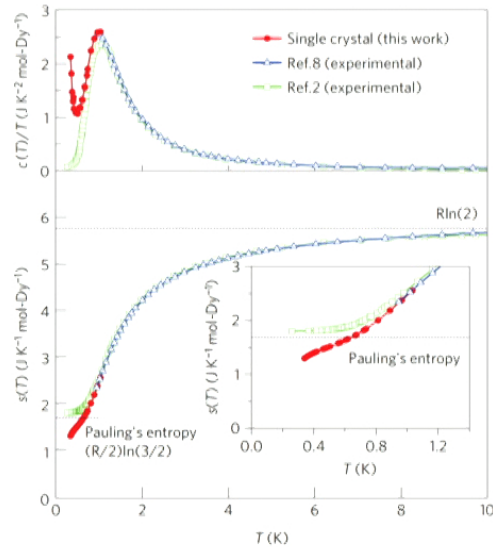 c(T)/T (J K⁻² mol-Dy⁻¹)
3
2
1
0
Single crystal (this work)
Ref.8 (experimental)
Ref.2 (experimental)
s(T) (J K⁻¹ mol-Dy⁻¹)
6
5
4
3
2
1
0
Rln(2)
Pauling's entropy
(R/2)ln(3/2)
s(T) (J K⁻¹ mol-Dy⁻¹)
3
2
1
0
Pauling's entropy
0.0 0.4 0.8 1.2
T (K)
0 2 4 6 8 10
T (K)